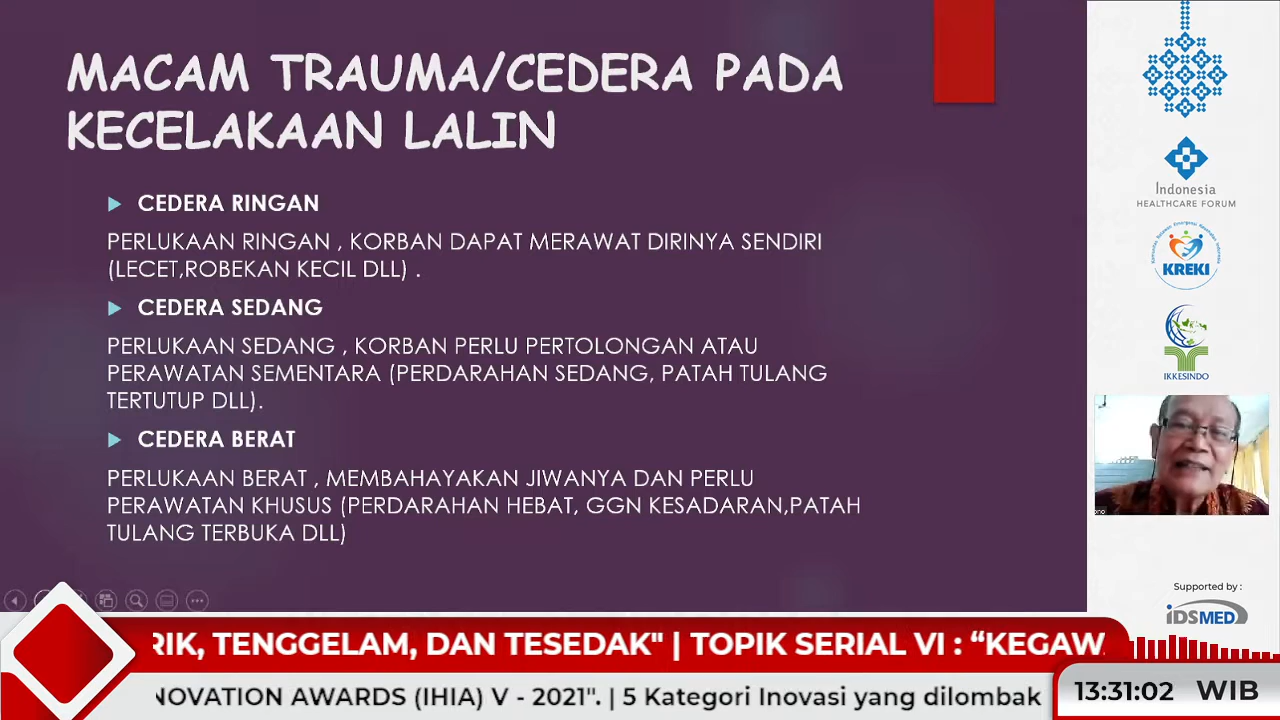 MACAM TRAUMA/CEDERA PADA
KECELAKAAN LALIN
CEDERA RINGAN
PERLUKAAN RINGAN , KORBAN DAPAT MERAWAT DIRINYA SENDIRI
(LECET,ROBEKAN KECIL DLL) .
CEDERA SEDANG
PERLUKAAN SEDANG , KORBAN PERLU PERTOLONGAN ATAU
PERAWATAN SEMENTARA (PERDARAHAN SEDANG, PATAH TULANG
TERTUTUP DLL).
CEDERA BERAT
PERLUKAAN BERAT , MEMBAHAYAKAN JIWANYA DAN PERLU
PERAWATAN KHUSUS (PERDARAHAN HEBAT, GGN KESADARAN,PATAH
TULANG TERBUKA DLL)
Indonesia
HEALTHCARE FORUM
KREKI
IKKESINDO
Supported by :
iDSMED
RIK, TENGGELAM, DAN TESEDAK" | TOPIK SERIAL VI : “KEGAW
NOVATION AWARDS (IHIA) V - 2021". | 5 Kategori Inovasi yang dilombak
13:31:02 WIB